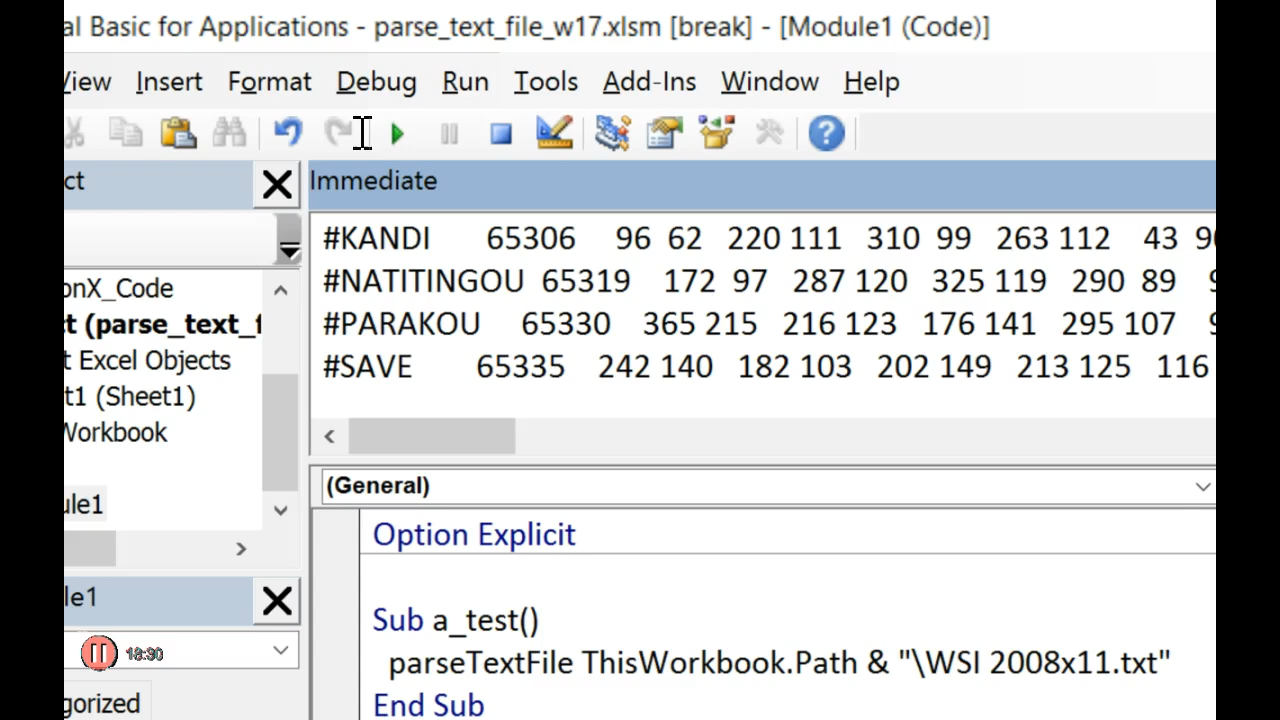 al Basic for Applications - parse_text_file_w17.xlsm [break] - [Module1 (Code)]
View Insert Format Debug Run Tools Add-Ins Window Help
ct
Immediate
#KANDI 65306 96 62 220 111 310 99 263 112 43
#NATITINGOU 65319 172 97 287 120 325 119 290 89
#PARAKOU 65330 365 215 216 123 176 141 295 107
#SAVE 65335 242 140 182 103 202 149 213 125 116
onX_Code
ct (parse_text_f
t Excel Objects
t1 (Sheet1)
Workbook
ule1
(General)
Option Explicit
le1
Sub a_test()
parseTextFile ThisWorkbook.Path & "\WSI 2008x11.txt"
End Sub
18:30
gorized